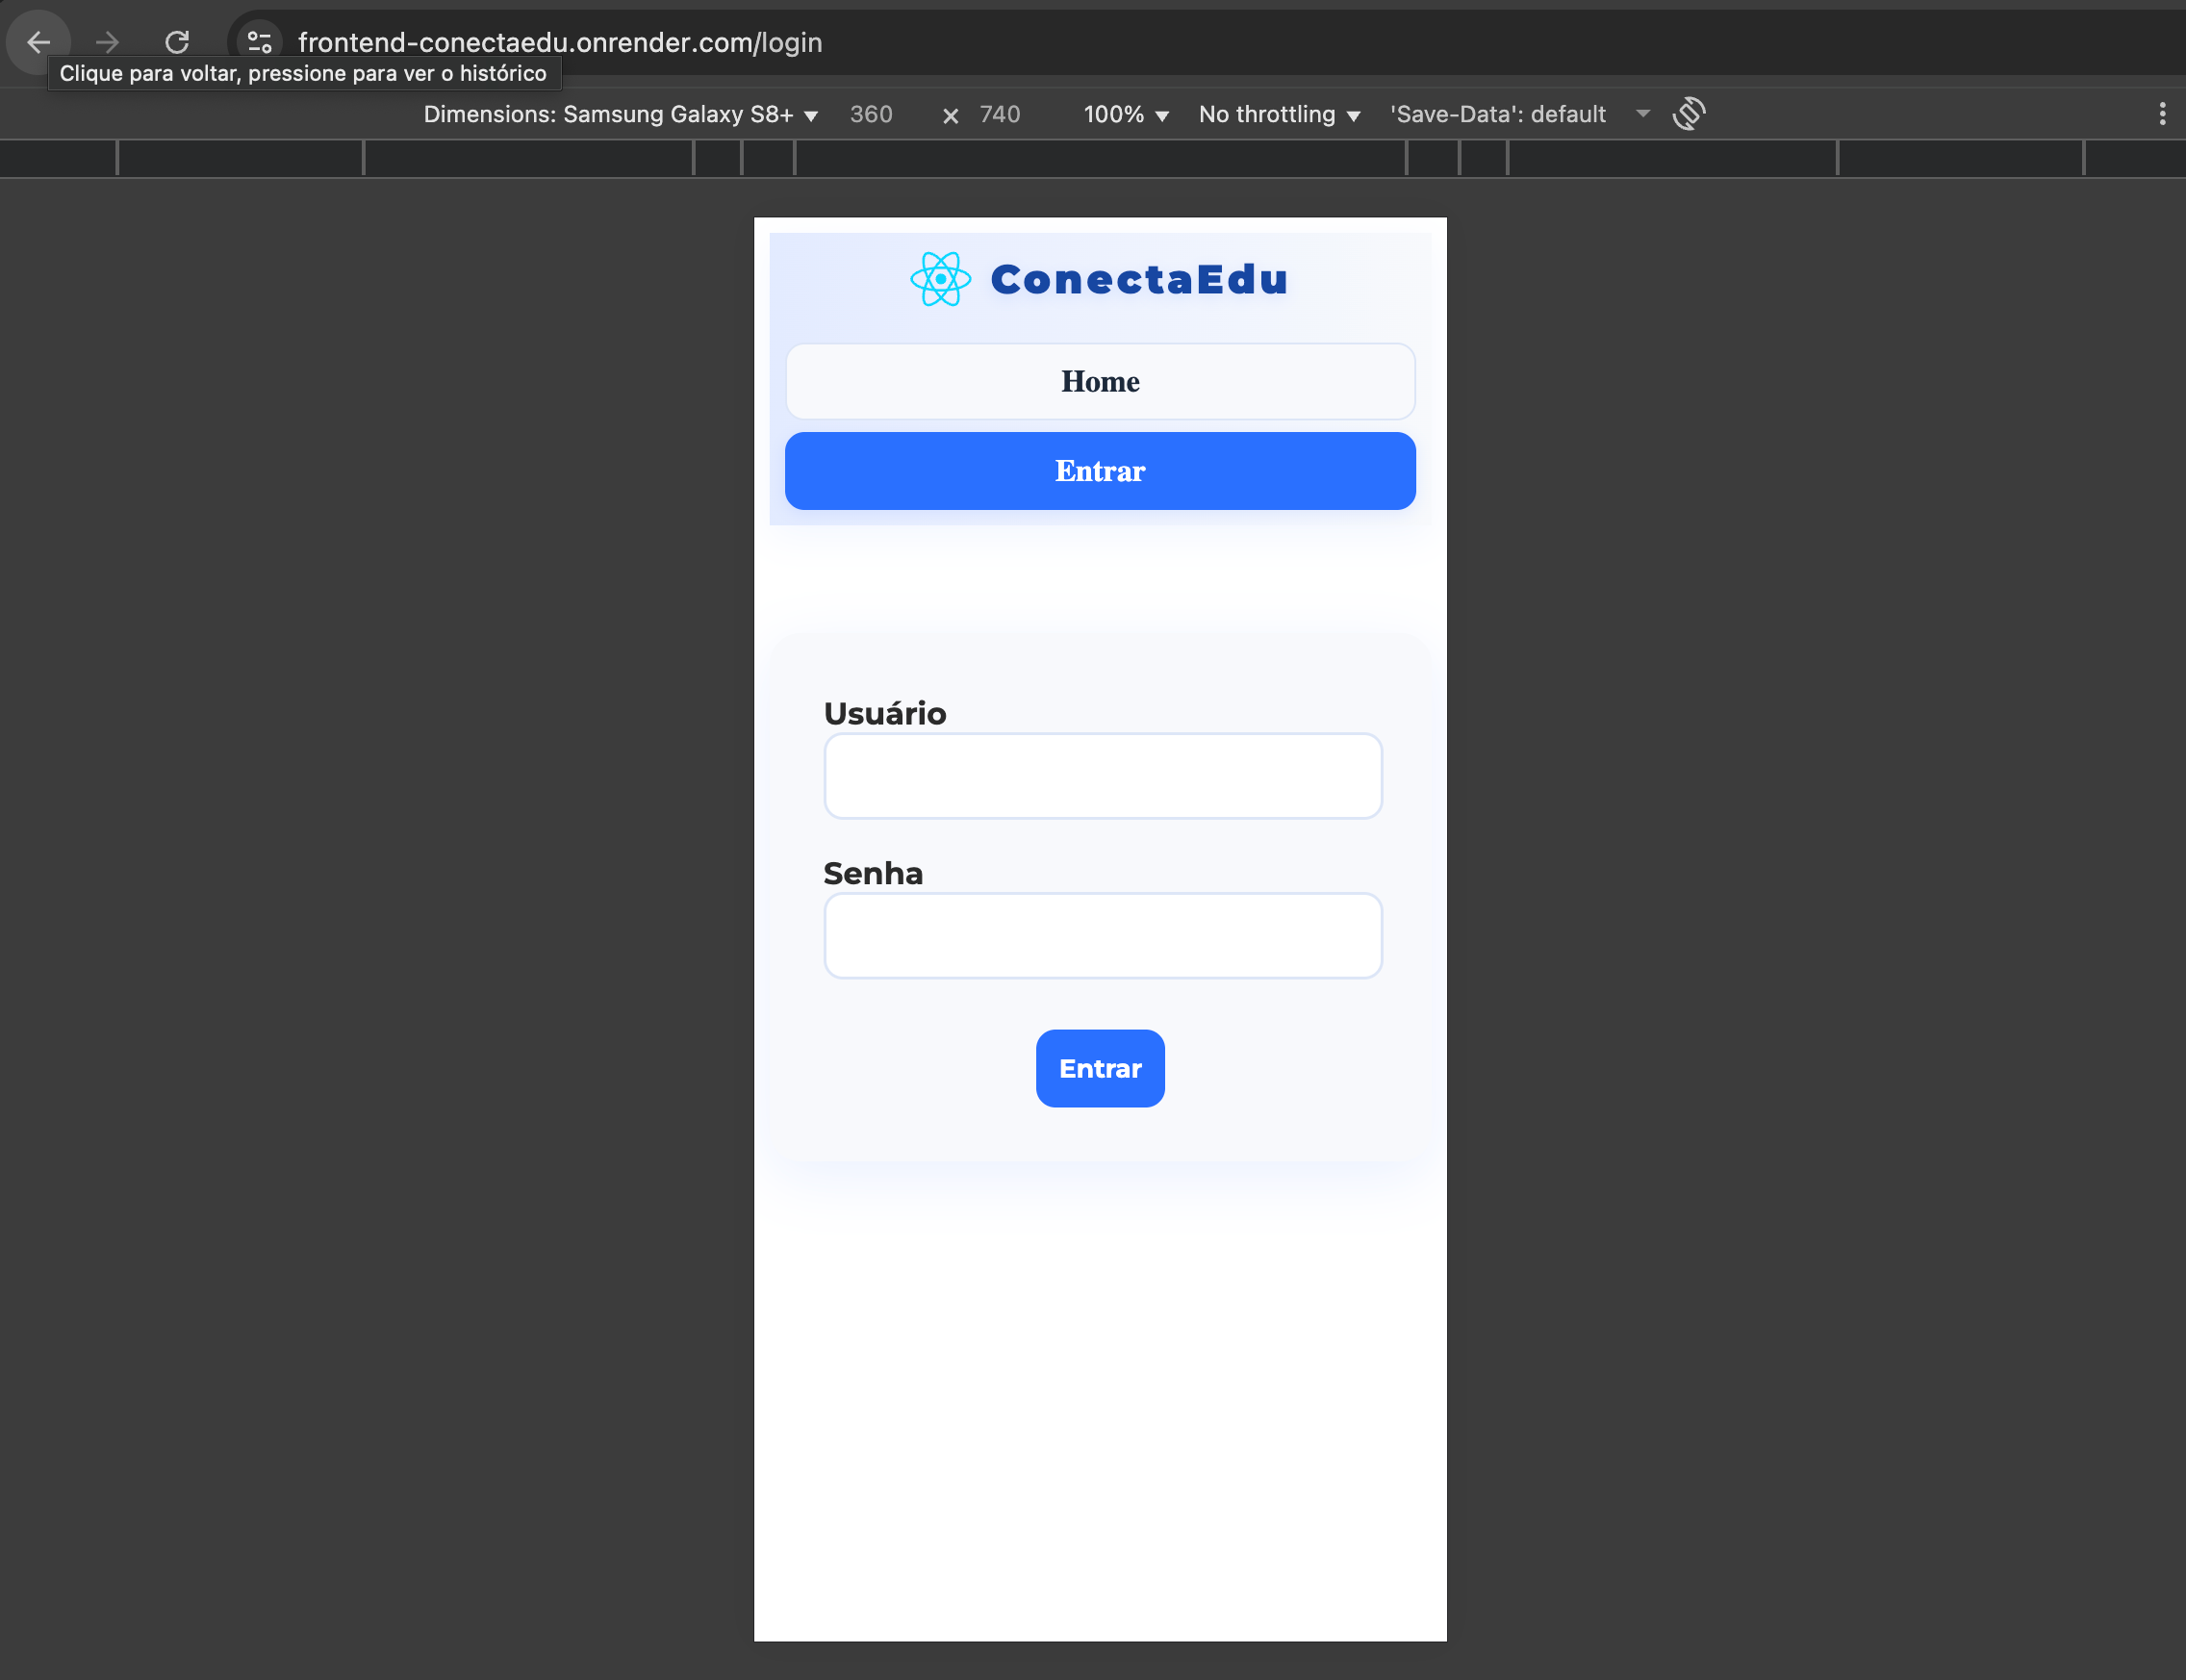 frontend-conectaedu.onrender.com/login
Clique para voltar, pressione para ver o histórico
Dimensions: Samsung Galaxy S8+ 360 × 740 100% No throttling 'Save-Data': default
ConectaEdu
Home
Entrar
Usuário
Senha
Entrar